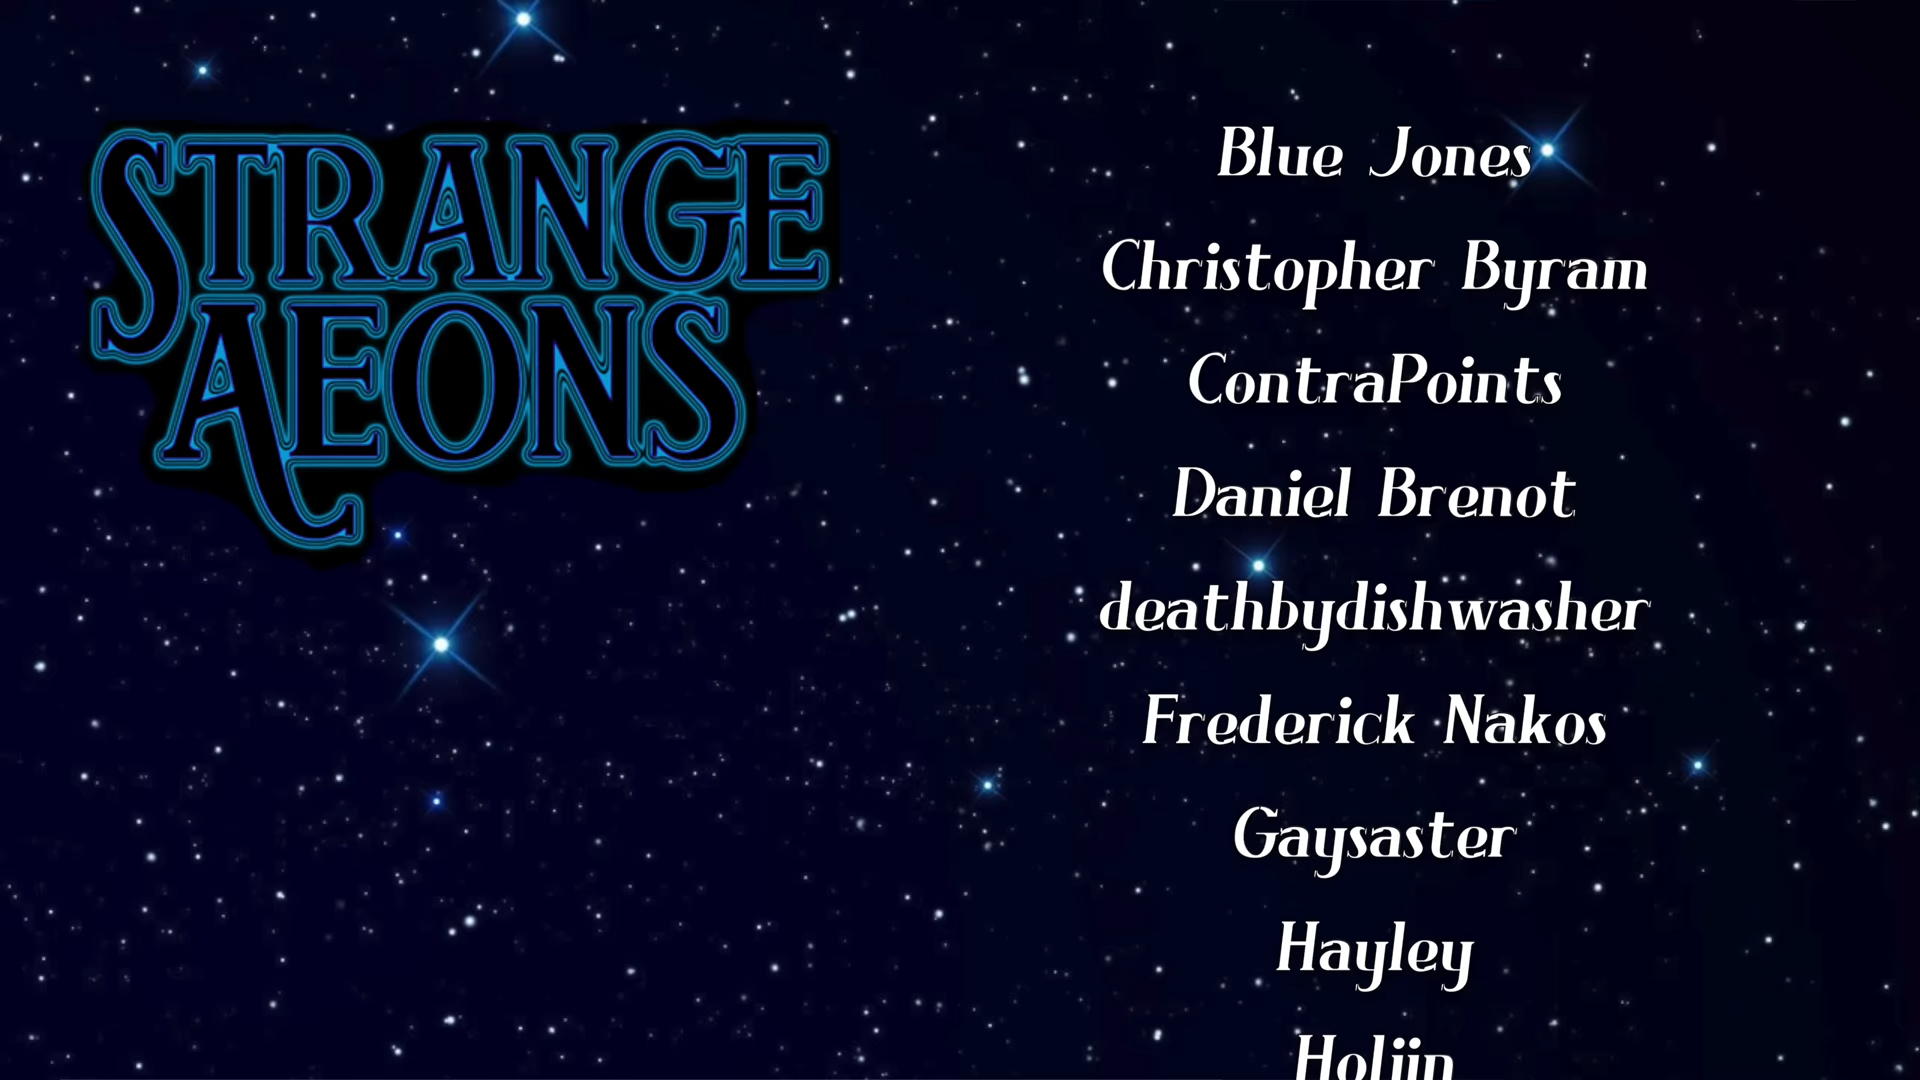 STRANGE
AEONS
Blue Jones
Christopher Byram
ContraPoints
Daniel Brenot
deathbydishwasher
Frederick Nakos
Gaysaster
Hayley